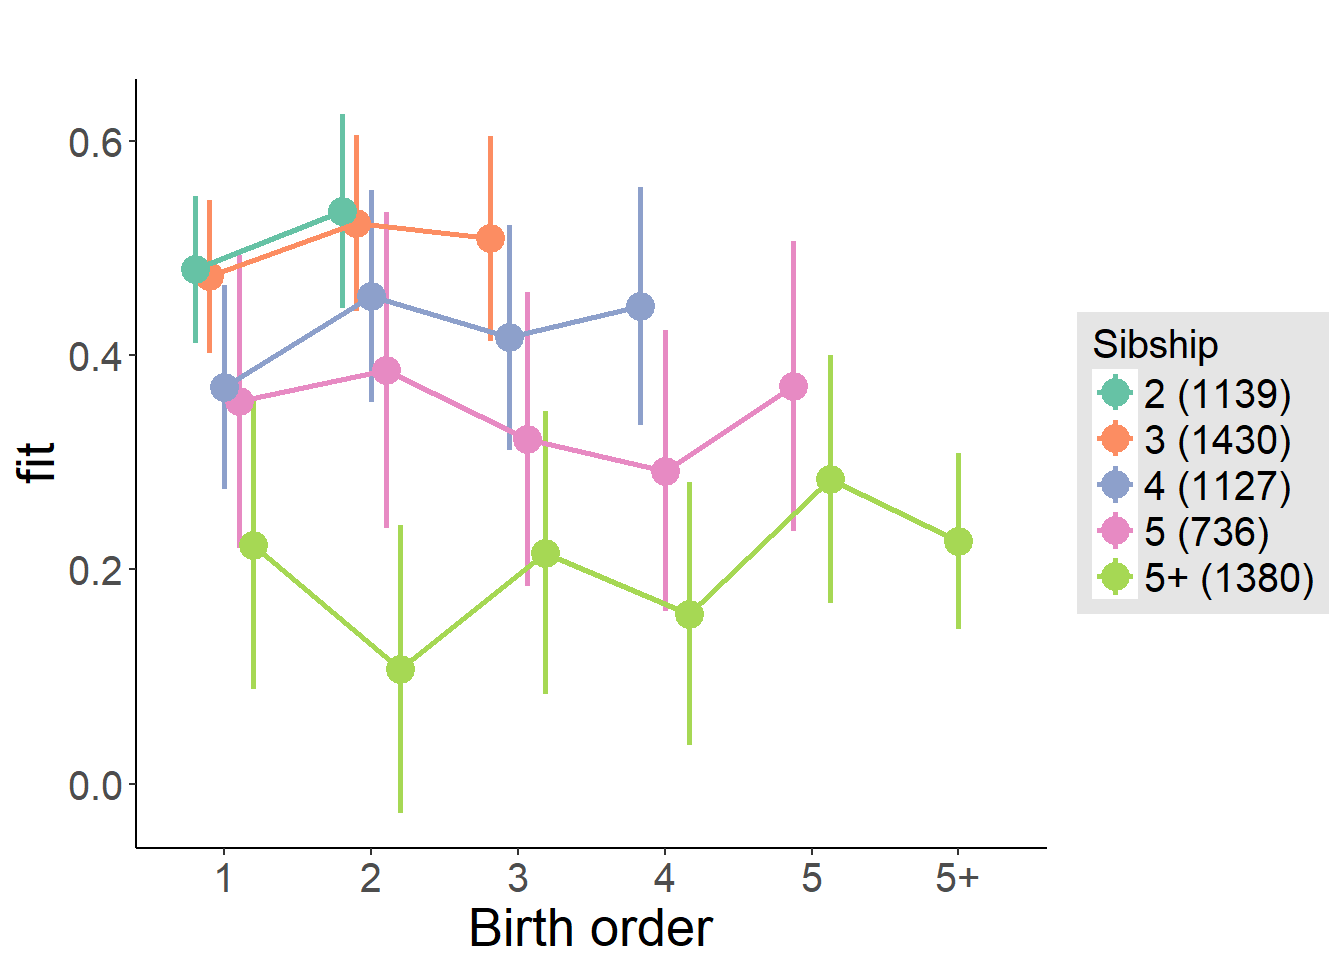 fit
0.6
0.4
0.2
0.0
1 2 3 4 5 5+
Birth order
Sibship
2 (1139)
3 (1430)
4 (1127)
5 (736)
5+ (1380)